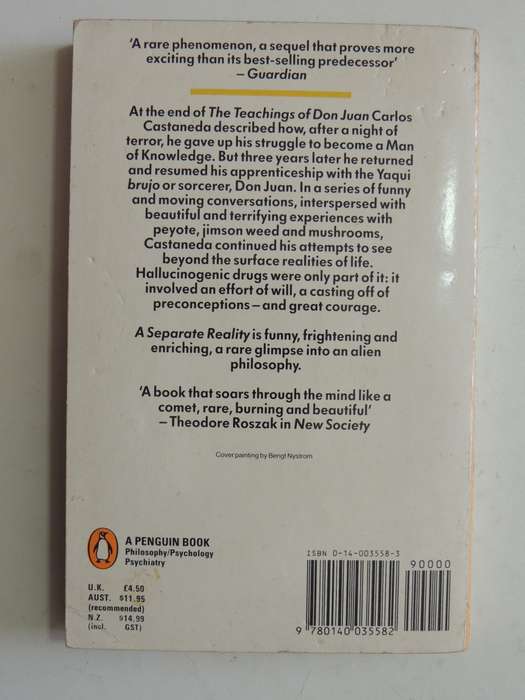 ‘A rare phenomenon, a sequel that proves more
exciting than its best-selling predecessor’
– Guardian
At the end of The Teachings of Don Juan Carlos
Castaneda described how, after a night of
terror, he gave up his struggle to become a Man
of Knowledge. But three years later he returned
and resumed his apprenticeship with the Yaqui
brujo or sorcerer, Don Juan. In a series of funny
and moving conversations, interspersed with
beautiful and terrifying experiences with
peyote, jimson weed and mushrooms,
Castaneda continued his attempts to see
beyond the surface realities of life.
Hallucinogenic drugs were only part of it: it
involved an effort of will, a casting off of
preconceptions – and great courage.
A Separate Reality is funny, frightening and
enriching, a rare glimpse into an alien
philosophy.
‘A book that soars through the mind like a
comet, rare, burning and beautiful’
– Theodore Roszak in New Society
Cover painting by Bengt Nystrom
A PENGUIN BOOK
Philosophy/Psychology
Psychiatry
U.K. £4.50
AUST. $11.95
(recommended)
N.Z. $14.99
(incl. GST)
ISBN 0-14-003558-3
90000
9 780140 035582